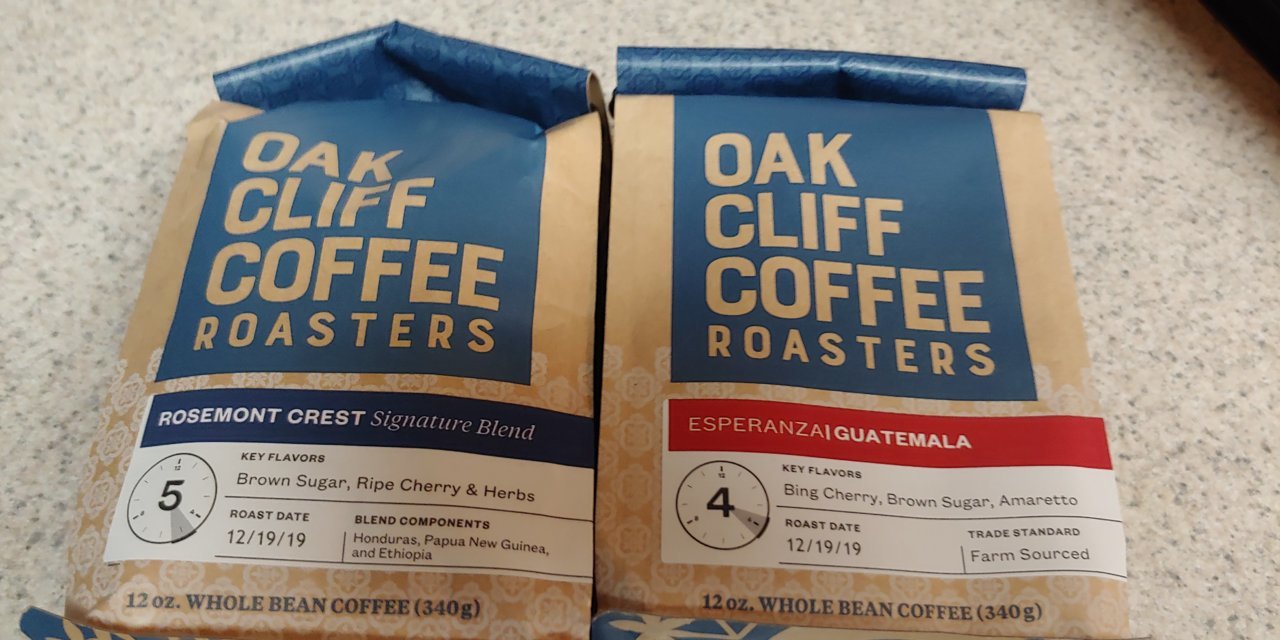 OAK
CLIFF
COFFEE
ROASTERS
ROSEMONT CREST Signature Blend
5
KEY FLAVORS
Brown Sugar, Ripe Cherry & Herbs
ROAST DATE
12/19/19
BLEND COMPONENTS
Honduras, Papua New Guinea,
and Ethiopia
12 oz. WHOLE BEAN COFFEE (340g)
OAK
CLIFF
COFFEE
ROASTERS
ESPERANZA|GUATEMALA
4
KEY FLAVORS
Bing Cherry, Brown Sugar, Amaretto
ROAST DATE
12/19/19
TRADE STANDARD
Farm Sourced
12 oz. WHOLE BEAN COFFEE (340g)